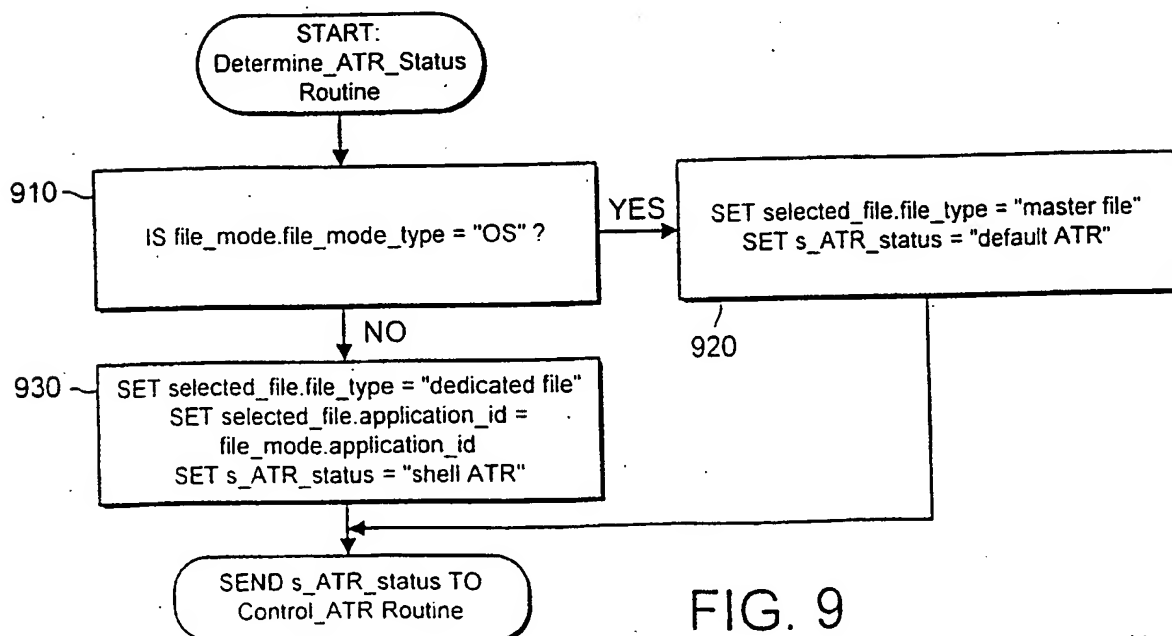 START:
Determine_ATR_Status
Routine
910
IS file_mode.file_mode_type = "OS" ?
YES
SET selected_file.file_type = "master file"
SET s_ATR_status = "default ATR"
920
NO
930
SET selected_file.file_type = "dedicated file"
SET selected_file.application_id =
file_mode.application_id
SET s_ATR_status = "shell ATR"
SEND s_ATR_status TO
Control_ATR Routine
FIG. 9